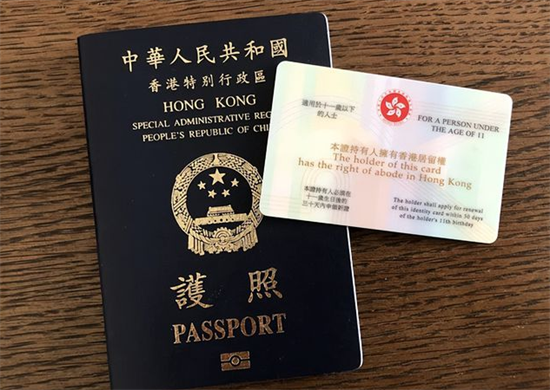 中華人民共和國
香港特別行政區
HONG KONG
SPECIAL ADMINISTRATIVE REG
PEOPLE'S REPUBLIC OF CHI
護照
PASSPORT
適用於十一歲以下
的人士
FOR A PERSON UNDER
THE AGE OF 11
本證持有人擁有香港居留權
The holder of this card
has the right of abode in Hong Kong
本證持有人必須在
十一歲生日後的
三十天內申領新證
The holder shall apply for renewal
of this identity card within 30 days
of the holder's 11th birthday